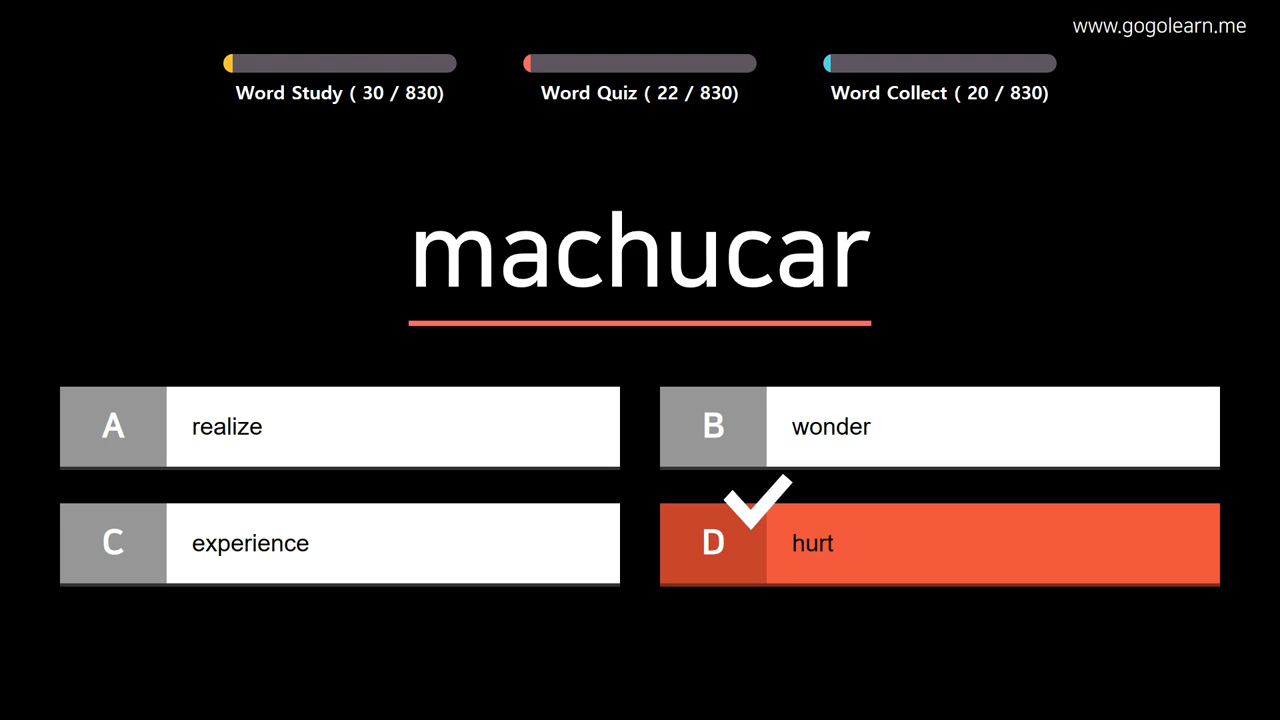 www.gogolearn.me
Word Study ( 30 / 830)
Word Quiz ( 22 / 830)
Word Collect ( 20 / 830)
machucar
A realize
B wonder
C experience
D hurt